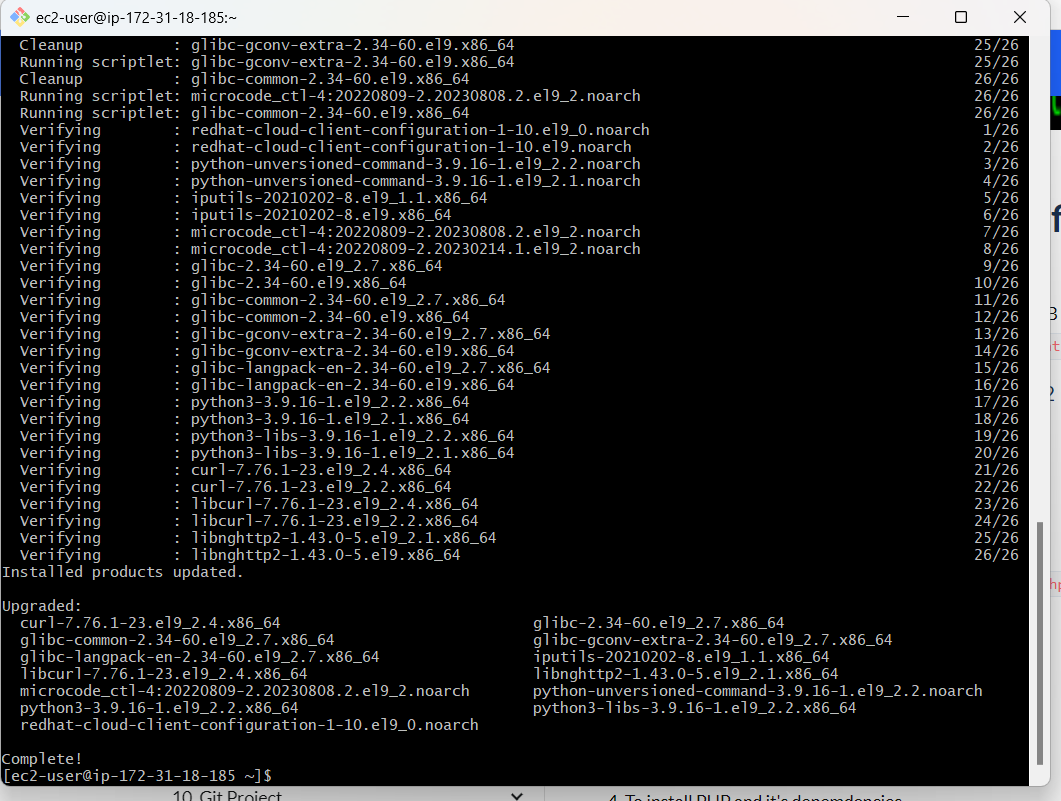 ec2-user@ip-172-31-18-185:~
  Cleanup          : glibc-gconv-extra-2.34-60.el9.x86_64                                                   25/26
  Running scriptlet: glibc-gconv-extra-2.34-60.el9.x86_64                                                   25/26
  Cleanup          : glibc-common-2.34-60.el9.x86_64                                                        26/26
  Running scriptlet: microcode_ctl-4:20220809-2.20230808.2.el9_2.noarch                                     26/26
  Running scriptlet: glibc-common-2.34-60.el9.x86_64                                                        26/26
  Verifying        : redhat-cloud-client-configuration-1-10.el9_0.noarch                                     1/26
  Verifying        : redhat-cloud-client-configuration-1-10.el9.noarch                                       2/26
  Verifying        : python-unversioned-command-3.9.16-1.el9_2.2.noarch                                      3/26
  Verifying        : python-unversioned-command-3.9.16-1.el9_2.1.noarch                                      4/26
  Verifying        : iputils-20210202-8.el9_1.1.x86_64                                                       5/26
  Verifying        : iputils-20210202-8.el9.x86_64                                                           6/26
  Verifying        : microcode_ctl-4:20220809-2.20230808.2.el9_2.noarch                                      7/26
  Verifying        : microcode_ctl-4:20220809-2.20230214.1.el9.noarch                                        8/26
  Verifying        : glibc-2.34-60.el9_2.7.x86_64                                                            9/26
  Verifying        : glibc-2.34-60.el9.x86_64                                                               10/26
  Verifying        : glibc-common-2.34-60.el9_2.7.x86_64                                                    11/26
  Verifying        : glibc-common-2.34-60.el9.x86_64                                                        12/26
  Verifying        : glibc-gconv-extra-2.34-60.el9_2.7.x86_64                                               13/26
  Verifying        : glibc-gconv-extra-2.34-60.el9.x86_64                                                   14/26
  Verifying        : glibc-langpack-en-2.34-60.el9_2.7.x86_64                                               15/26
  Verifying        : glibc-langpack-en-2.34-60.el9.x86_64                                                   16/26
  Verifying        : python3-3.9.16-1.el9_2.2.x86_64                                                        17/26
  Verifying        : python3-3.9.16-1.el9_2.1.x86_64                                                        18/26
  Verifying        : python3-libs-3.9.16-1.el9_2.2.x86_64                                                   19/26
  Verifying        : python3-libs-3.9.16-1.el9_2.1.x86_64                                                   20/26
  Verifying        : curl-7.76.1-23.el9_2.4.x86_64                                                          21/26
  Verifying        : curl-7.76.1-23.el9_2.2.x86_64                                                          22/26
  Verifying        : libcurl-7.76.1-23.el9_2.4.x86_64                                                       23/26
  Verifying        : libcurl-7.76.1-23.el9_2.2.x86_64                                                       24/26
  Verifying        : libnghttp2-1.43.0-5.el9_2.1.x86_64                                                     25/26
  Verifying        : libnghttp2-1.43.0-5.el9.x86_64                                                         26/26
Installed products updated.

Upgraded:
  curl-7.76.1-23.el9_2.4.x86_64                            glibc-2.34-60.el9_2.7.x86_64
  glibc-common-2.34-60.el9_2.7.x86_64                      glibc-gconv-extra-2.34-60.el9_2.7.x86_64
  glibc-langpack-en-2.34-60.el9_2.7.x86_64                 iputils-20210202-8.el9_1.1.x86_64
  libcurl-7.76.1-23.el9_2.4.x86_64                         libnghttp2-1.43.0-5.el9_2.1.x86_64
  microcode_ctl-4:20220809-2.20230808.2.el9_2.noarch       python-unversioned-command-3.9.16-1.el9_2.2.noarch
  python3-3.9.16-1.el9_2.2.x86_64                          python3-libs-3.9.16-1.el9_2.2.x86_64
  redhat-cloud-client-configuration-1-10.el9_0.noarch

Complete!
[ec2-user@ip-172-31-18-185 ~]$
10. Git Project
4. To install PHP and it's